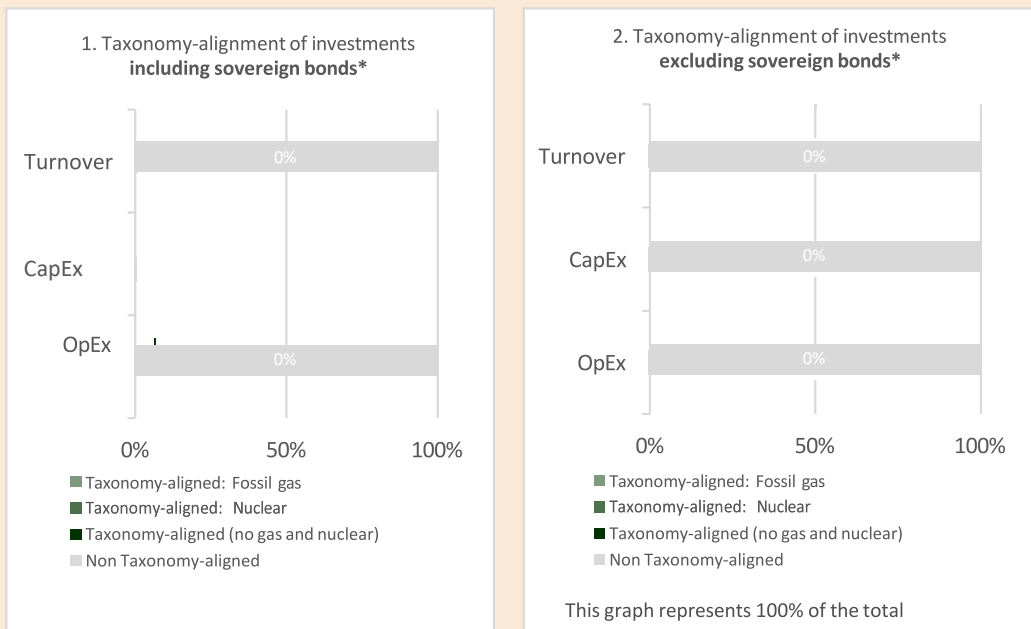 1. Taxonomy-alignment of investments
including sovereign bonds*
Turnover
0%
CapEx
OpEx
0%
0%
50%
100%
Taxonomy-aligned: Fossil gas
Taxonomy-aligned: Nuclear
Taxonomy-aligned (no gas and nuclear)
Non Taxonomy-aligned
2. Taxonomy-alignment of investments
excluding sovereign bonds*
Turnover
0%
CapEx
0%
OpEx
0%
0%
50%
100%
Taxonomy-aligned: Fossil gas
Taxonomy-aligned: Nuclear
Taxonomy-aligned (no gas and nuclear)
Non Taxonomy-aligned
This graph represents 100% of the total